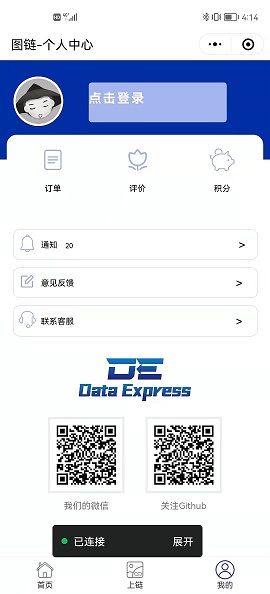 4:14
图链-个人中心
点击登录
订单 评价 积分
通知 20 >
意见反馈 >
联系客服 >
DE
Data Express
我们的微信 关注Github
已连接 展开
首页 上链 我的